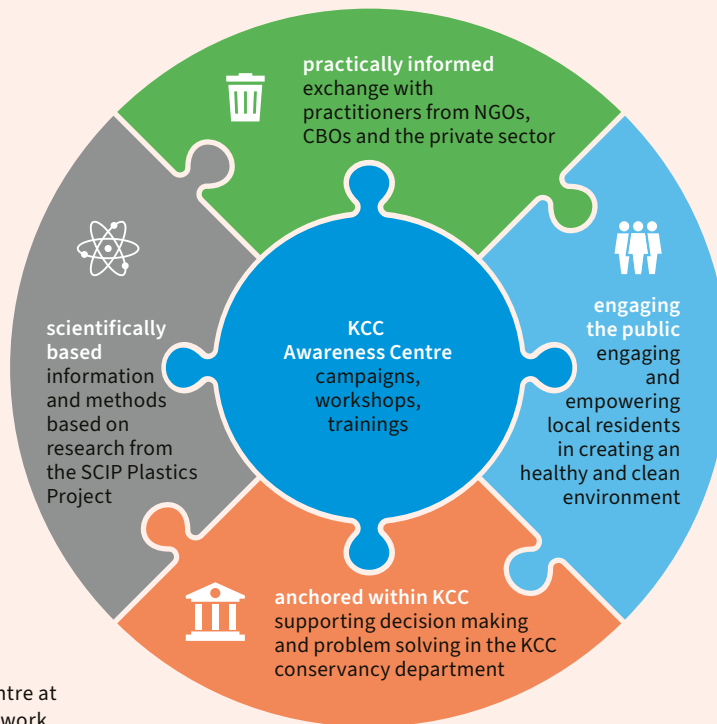 practically informed
exchange with
practitioners from NGOs,
CBOs and the private sector
scientifically
based
information
and methods
based on
research from
the SCIP Plastics
Project
KCC
Awareness Centre
campaigns,
workshops,
trainings
engaging
the public
engaging
and
empowering
local residents
in creating an
healthy and clean
environment
anchored within KCC
supporting decision making
and problem solving in the KCC
conservancy department
at
work